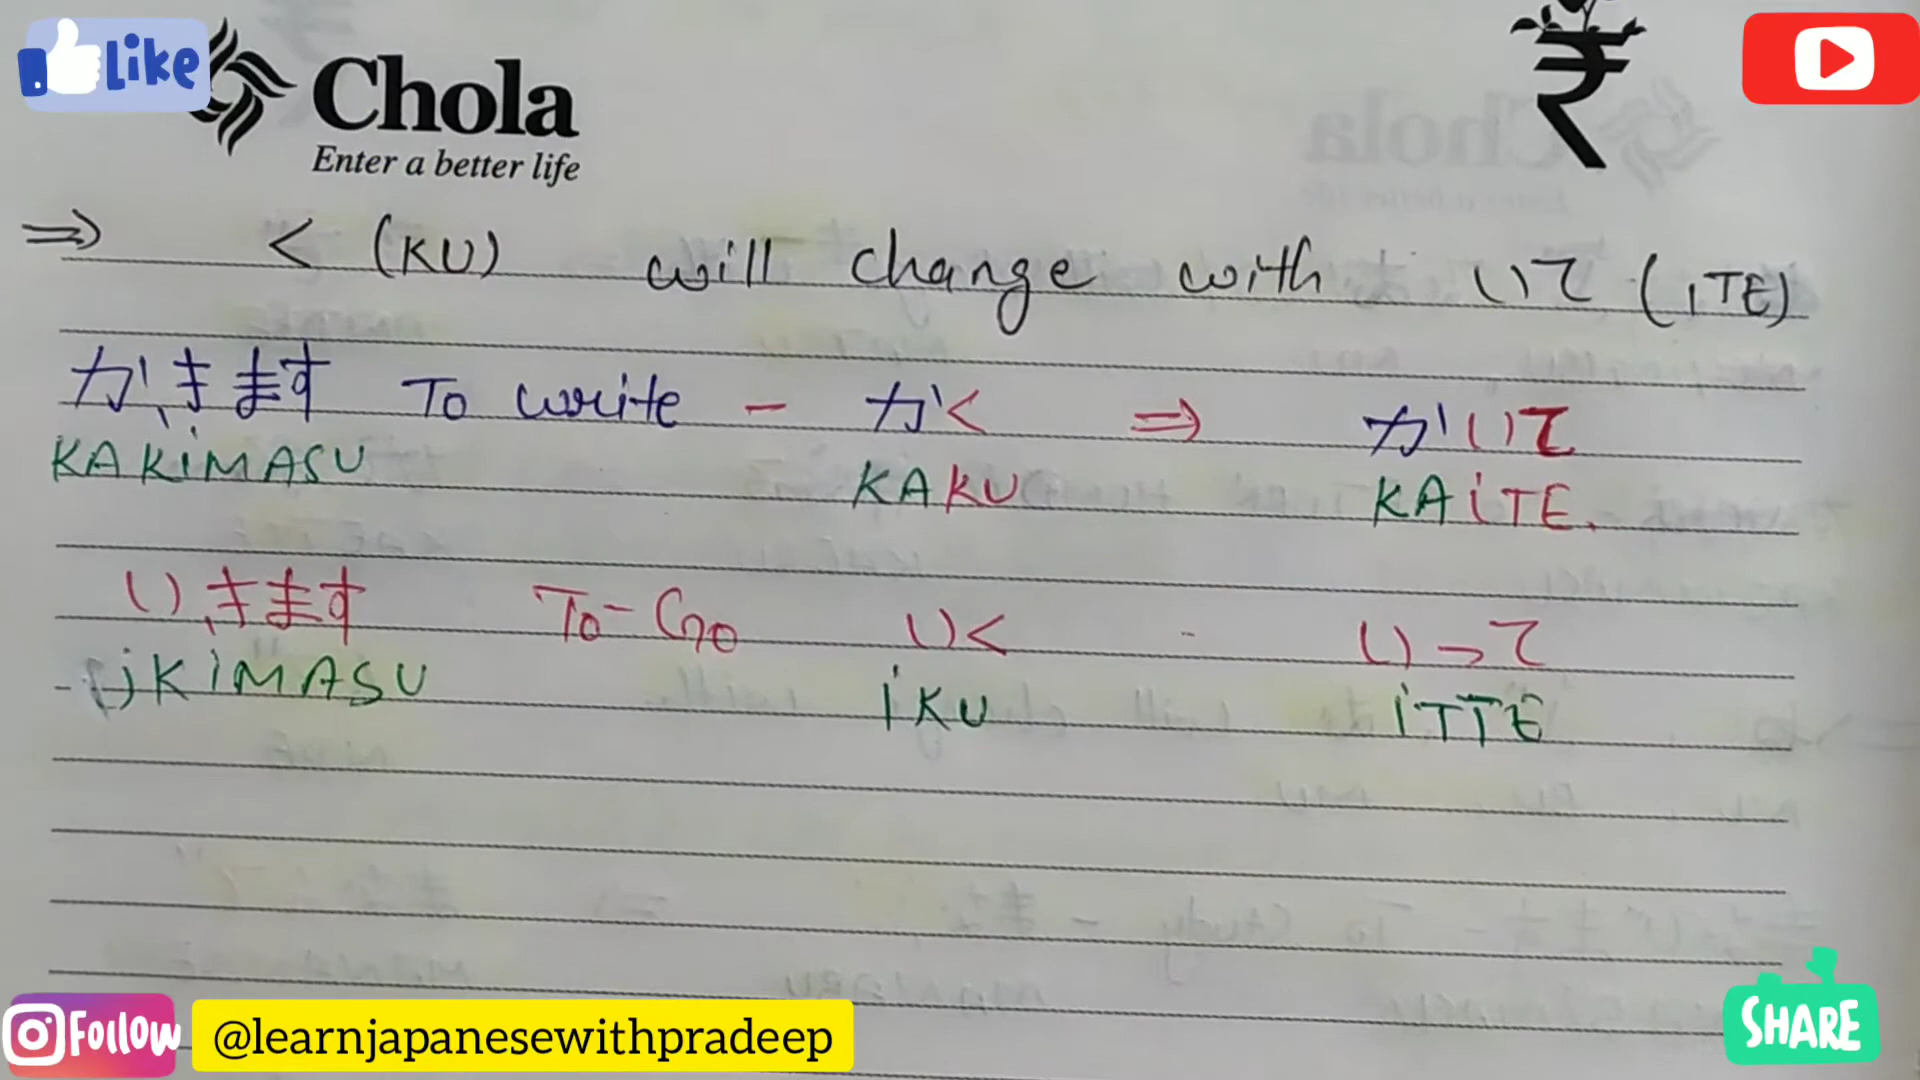 Like
Chola
Enter a better life
₹
⇒ く (KU) will change with いて (iTE)
かきます To write - かく ⇒ かいて
KAKiMASU KAKU KAiTE.
いきます To-Go いく - いって
iKiMASU iKU iTTE
Follow @learnjapanesewithpradeep
SHARE